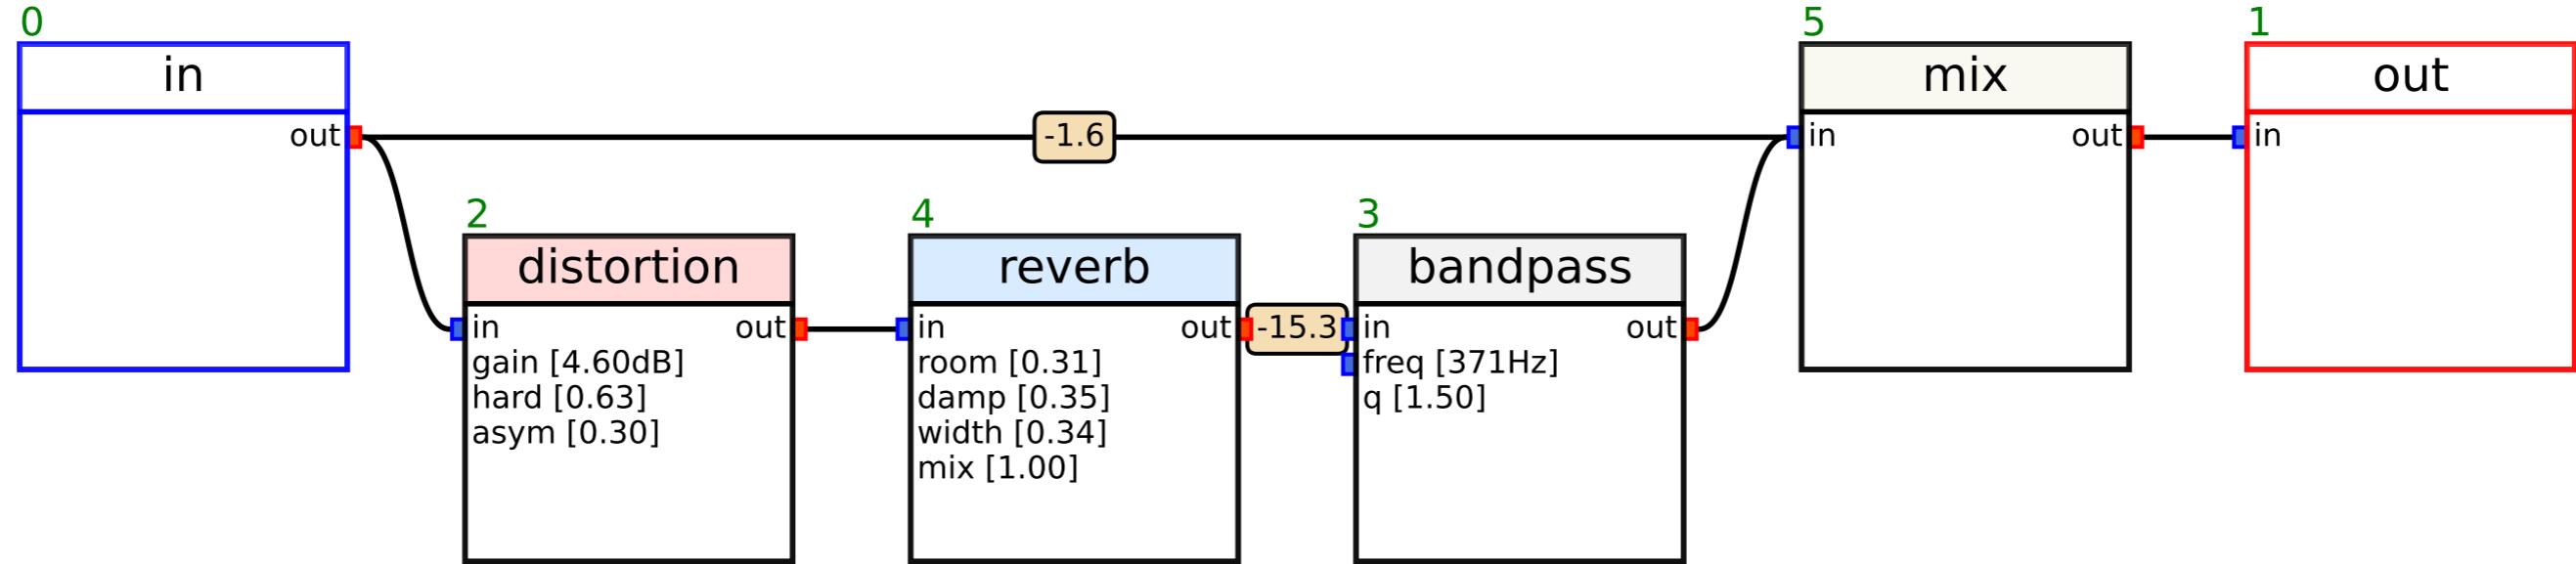 0
in
out
-1.6
2
distortion
in
out
gain [4.60dB]
hard [0.63]
asym [0.30]
4
reverb
in
out
room [0.31]
damp [0.35]
width [0.34]
mix [1.00]
-15.3
3
bandpass
in
out
freq [371Hz]
q [1.50]
5
mix
in
out
1
out
in